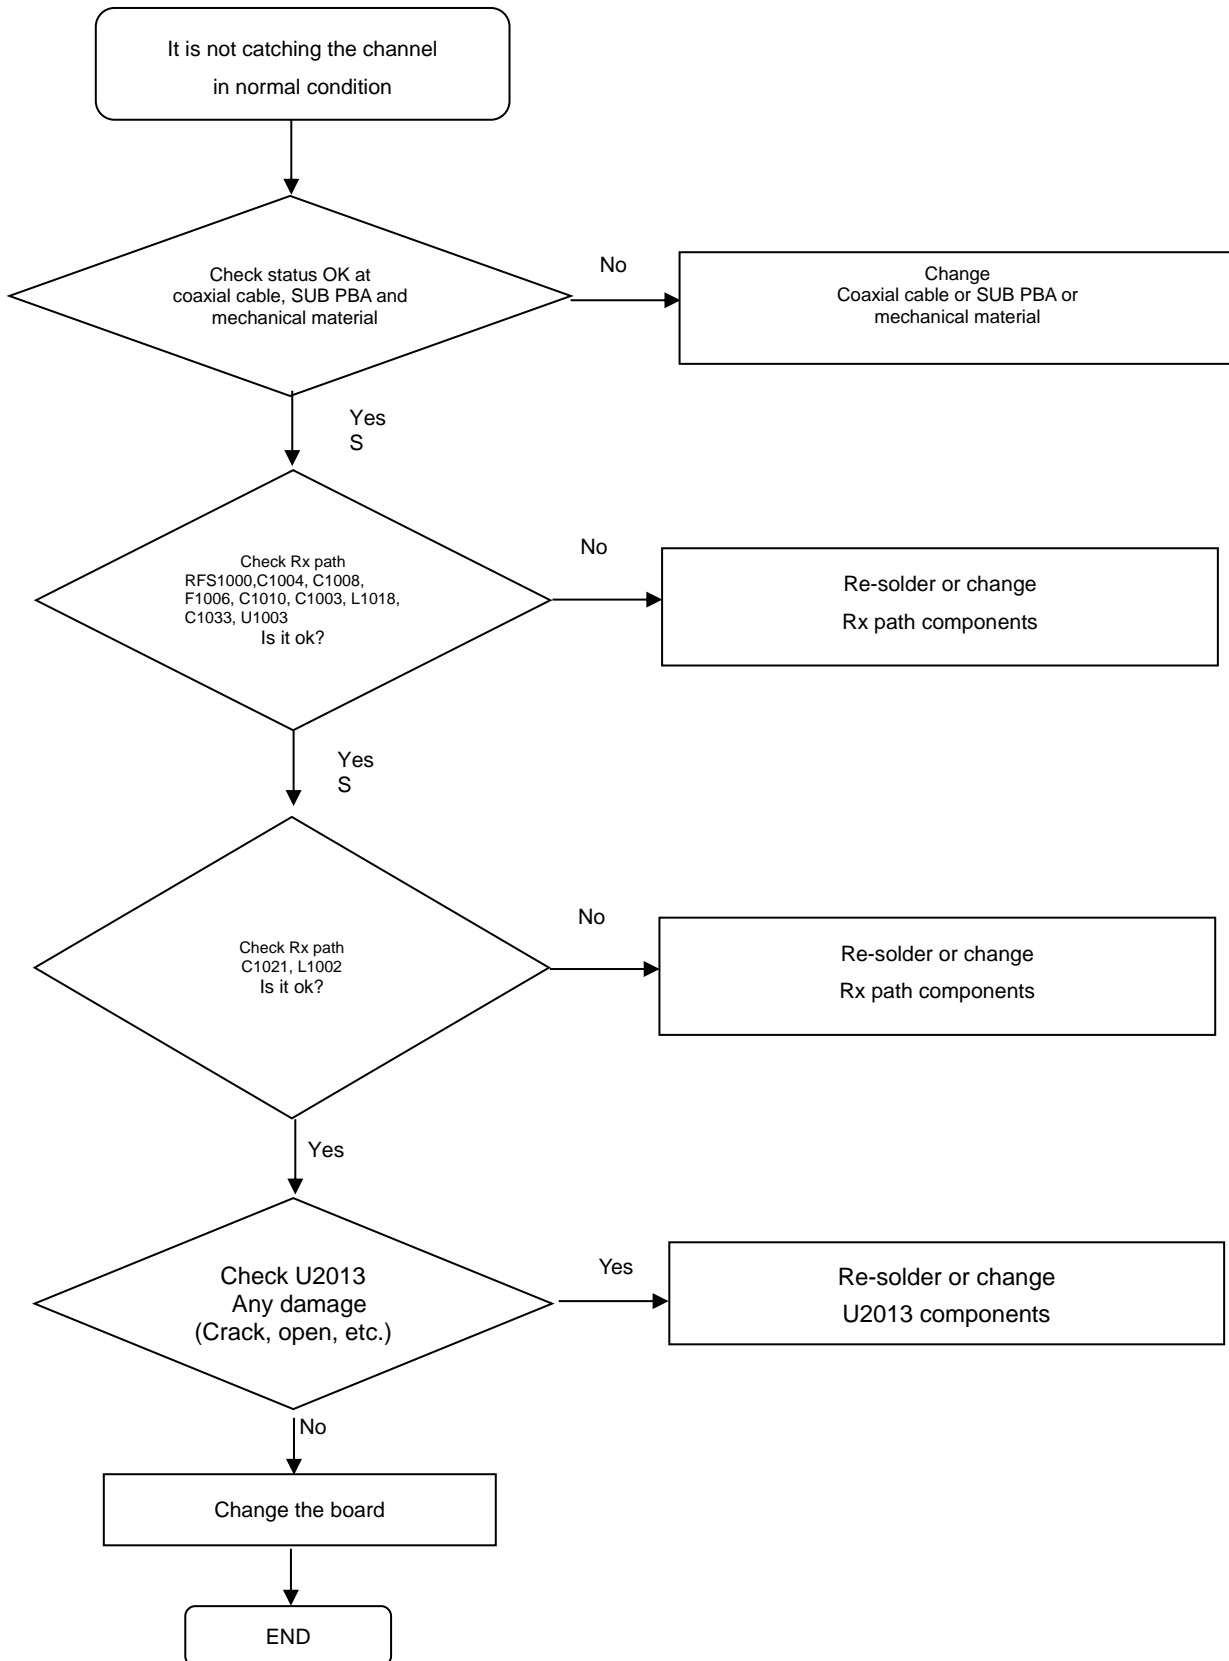 It is not catching the channel
in normal condition
Check status OK at
coaxial cable, SUB PBA and
mechanical material
No
Change
Coaxial cable or SUB PBA or
mechanical material
Yes
S
Check Rx path
RFS1000,C1004, C1008,
F1006, C1010, C1003, L1018,
C1033, U1003
Is it ok?
No
Re-solder or change
Rx path components
Yes
S
Check Rx path
C1021, L1002
Is it ok?
No
Re-solder or change
Rx path components
Yes
Check U2013
Any damage
(Crack, open, etc.)
Yes
Re-solder or change
U2013 components
No
Change the board
END